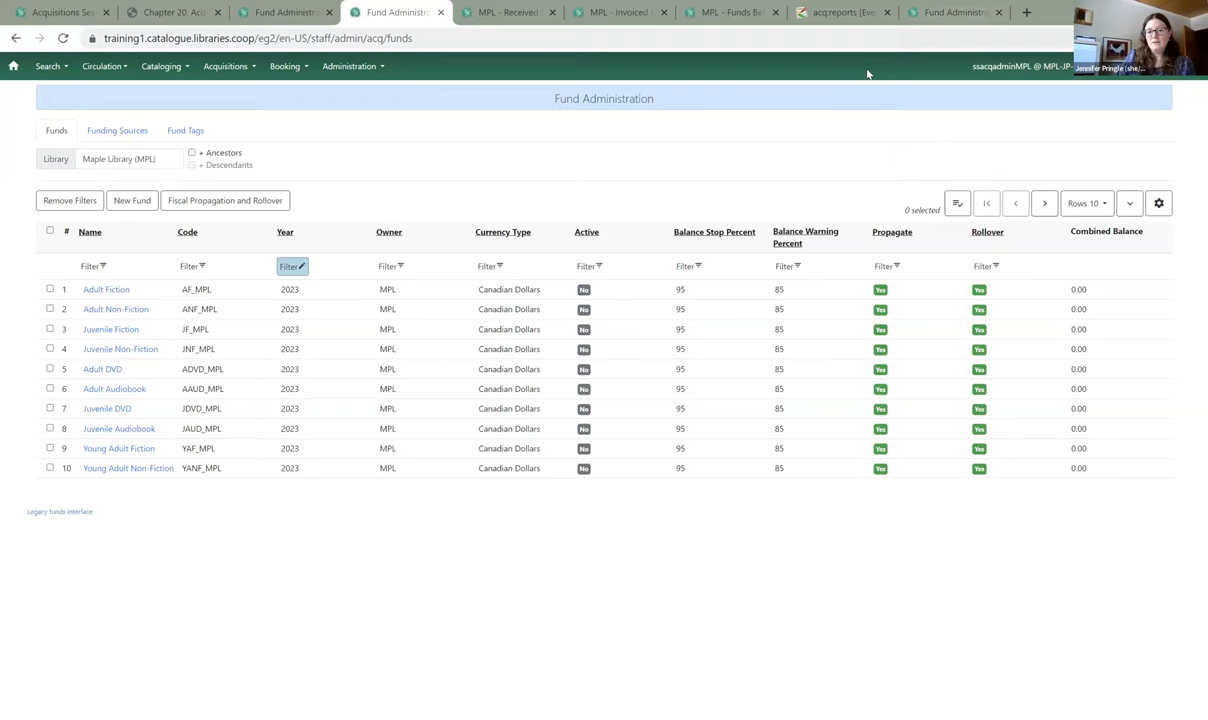 Acquisitions Se
Chapter 20. Ac
Fund Administra
Fund Administra
MPL - Received
MPL - Invoiced
MPL - Funds Be
acq:reports [Eve
Fund Administra
training1.catalogue.libraries.coop/eg2/en-US/staff/admin/acq/funds
Search Circulation Cataloging Acquisitions Booking Administration ssacqadminMPL @ MPL-JP-
Jennifer Pringle (she/...
Fund Administration
Funds Funding Sources Fund Tags
Library Maple Library (MPL) + Ancestors
+ Descendants
Remove Filters New Fund Fiscal Propagation and Rollover 0 selected Rows 10
# Name Code Year Owner Currency Type Active Balance Stop Percent Balance Warning Percent Propagate Rollover Combined Balance
Filter Filter Filter Filter Filter Filter Filter Filter Filter Filter
1 Adult Fiction AF_MPL 2023 MPL Canadian Dollars No 95 85 Yes Yes 0.00
2 Adult Non-Fiction ANF_MPL 2023 MPL Canadian Dollars No 95 85 Yes Yes 0.00
3 Juvenile Fiction JF_MPL 2023 MPL Canadian Dollars No 95 85 Yes Yes 0.00
4 Juvenile Non-Fiction JNF_MPL 2023 MPL Canadian Dollars No 95 85 Yes Yes 0.00
5 Adult DVD ADVD_MPL 2023 MPL Canadian Dollars No 95 85 Yes Yes 0.00
6 Adult Audiobook AAUD_MPL 2023 MPL Canadian Dollars No 95 85 Yes Yes 0.00
7 Juvenile DVD JDVD_MPL 2023 MPL Canadian Dollars No 95 85 Yes Yes 0.00
8 Juvenile Audiobook JAUD_MPL 2023 MPL Canadian Dollars No 95 85 Yes Yes 0.00
9 Young Adult Fiction YAF_MPL 2023 MPL Canadian Dollars No 95 85 Yes Yes 0.00
10 Young Adult Non-Fiction YANF_MPL 2023 MPL Canadian Dollars No 95 85 Yes Yes 0.00
Legacy funds interface